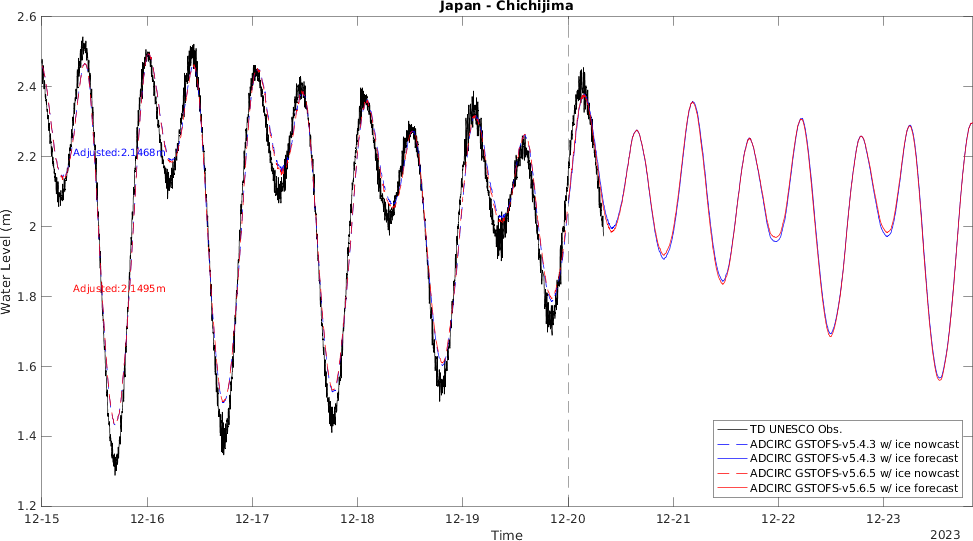 Japan - Chichijima
Water Level (m)
2.6
2.4
2.2
2
1.8
1.6
1.4
1.2
Adjusted:2.1468m
Adjusted:2.1495m
TD UNESCO Obs.
ADCIRC GSTOFS-v5.4.3 w/ ice nowcast
ADCIRC GSTOFS-v5.4.3 w/ ice forecast
ADCIRC GSTOFS-v5.6.5 w/ ice nowcast
ADCIRC GSTOFS-v5.6.5 w/ ice forecast
12-15 12-16 12-17 12-18 12-19 12-20 12-21 12-22 12-23
Time
2023